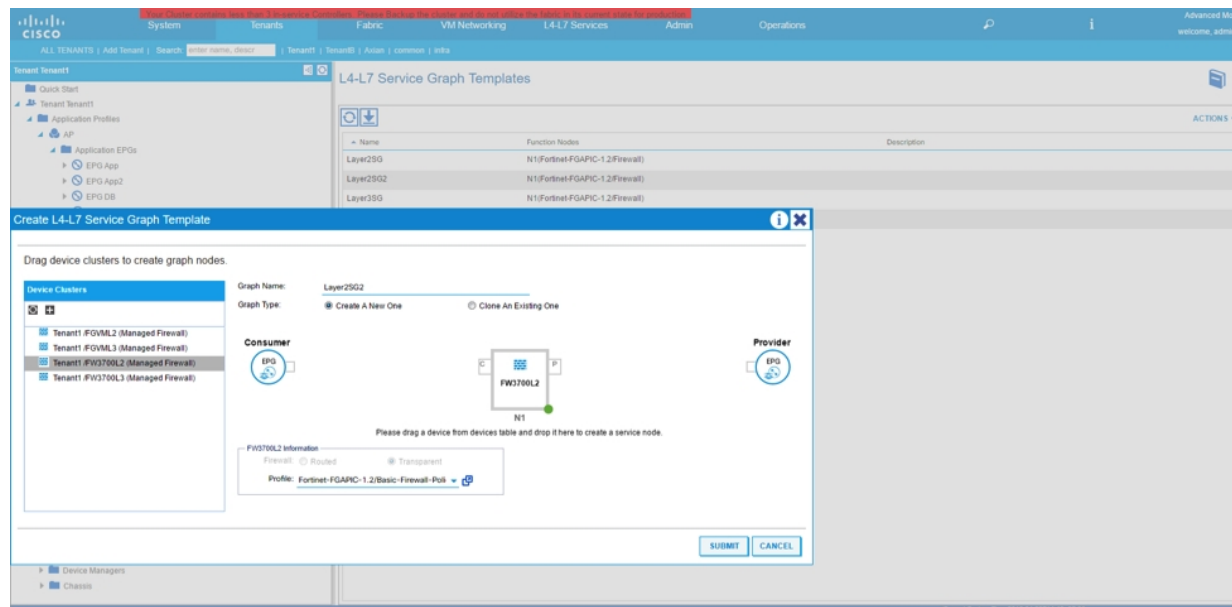 Your Cluster contains less than 3 in-service Controllers. Please Backup the cluster and do not utilize the fabric in its current state for production.
CISCO
System Tenants Fabric VM Networking L4-L7 Services Admin Operations
i
Advanced Mo
welcome, admi
ALL TENANTS | Add Tenant | Search: enter name, descr | Tenant1 | TenantB | Asian | common | infra
Tenant Tenant1
Quick Start
Tenant Tenant1
Application Profiles
AP
Application EPGs
EPG App
EPG App2
EPG DB
L4-L7 Service Graph Templates
ACTIONS
Name Function Nodes Description
Layer2SG N1(Fortinet-FGAPIC-1.2/Firewall)
Layer2SG2 N1(Fortinet-FGAPIC-1.2/Firewall)
Layer3SG N1(Fortinet-FGAPIC-1.2/Firewall)
Create L4-L7 Service Graph Template
i
Drag device clusters to create graph nodes.
Device Clusters
Tenant1 /FGVML2 (Managed Firewall)
Tenant1 /FGVML3 (Managed Firewall)
Tenant1 /FW3700L2 (Managed Firewall)
Tenant1 /FW3700L3 (Managed Firewall)
Graph Name: Layer2SG2
Graph Type: Create A New One Clone An Existing One
Consumer
EPG
C
P
FW3700L2
N1
Provider
EPG
Please drag a device from devices table and drop it here to create a service node.
FW3700L2 Information
Firewall: Routed Transparent
Profile: Fortinet-FGAPIC-1.2/Basic-Firewall-Poli
SUBMIT CANCEL
Device Managers
Chassis